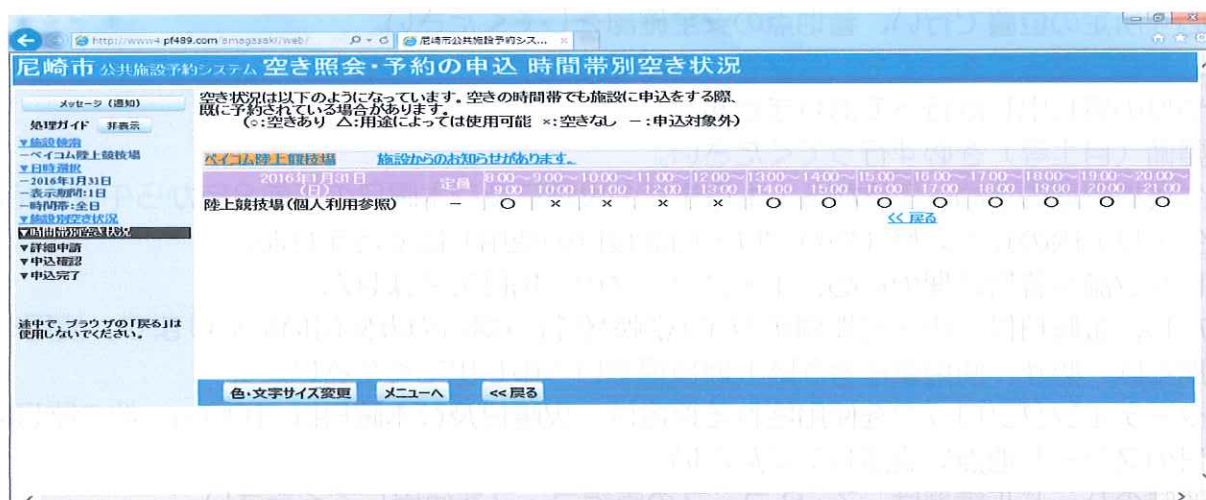 http://www4.pf489.com/amagasaki/web/
尼崎市公共施設予約シス... ×
尼崎市 公共施設予約システム 空き照会・予約の申込 時間帯別空き状況
メッセージ（通知）
処理ガイド 非表示
▼施設検索
－ベイコム陸上競技場
▼日時選択
－2016年1月31日
表示期間:1日
－時間帯:全日
▼施設別空き状況
▼時間帯別空き状況
▼詳細申請
▼申込確認
▼申込完了
途中で、ブラウザの「戻る」は
使用しないでください。
空き状況は以下のようになっています。空きの時間帯でも施設に申込をする際、
既に予約されている場合があります。
(○:空きあり △:用途によっては使用可能 ×:空きなし －:申込対象外)
ベイコム陸上競技場 施設からのお知らせがあります。
2016年1月31日 定員 8:00～ 9:00～ 10:00～ 11:00～ 12:00～ 13:00～ 14:00～ 15:00～ 16:00～ 17:00～ 18:00～ 19:00～ 20:00～
(日) 9:00 10:00 11:00 12:00 13:00 14:00 15:00 16:00 17:00 18:00 19:00 20:00 21:00
陸上競技場(個人利用参照) － ○ × × × × ○ ○ ○ ○ ○ ○ ○ ○
<< 戻る
色・文字サイズ変更 メニューへ << 戻る